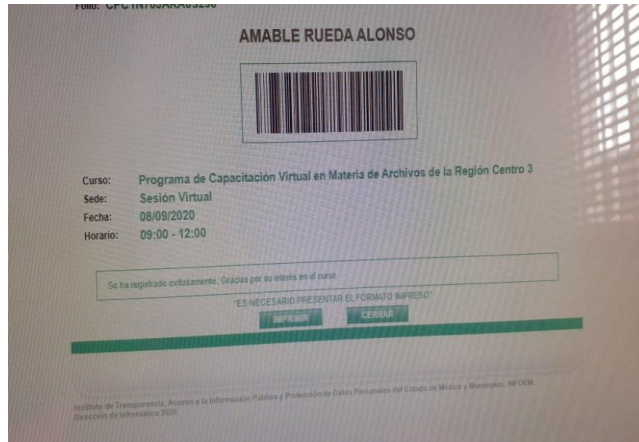 Folio:
AMABLE RUEDA ALONSO
Curso: Programa de Capacitación Virtual en Materia de Archivos de la Región Centro 3
Sede: Sesión Virtual
Fecha: 08/09/2020
Horario: 09:00 - 12:00
Se ha registrado exitosamente. Gracias por su interés en el curso.
"ES NECESARIO PRESENTAR EL FORMATO IMPRESO"
IMPRIMIR CERRAR
Instituto de Transparencia, Acceso a la Información Pública y Protección de Datos Personales del Estado de México y Municipios, INFOEM.
Dirección de Informática 2020.